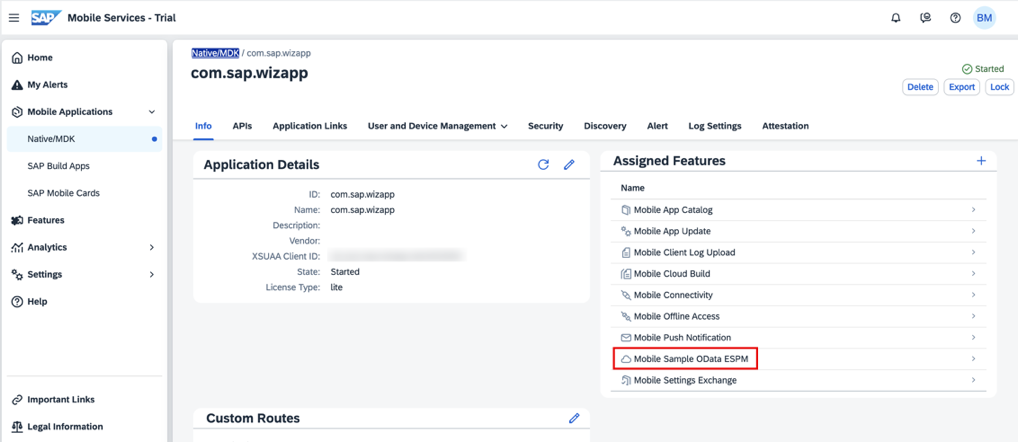 SAP Mobile Services - Trial
BM
Home
My Alerts
Mobile Applications
Native/MDK
SAP Build Apps
SAP Mobile Cards
Features
Analytics
Settings
Help
Important Links
Legal Information
Native/MDK / com.sap.wizapp
com.sap.wizapp
Started
Delete Export Lock
Info APIs Application Links User and Device Management Security Discovery Alert Log Settings Attestation
Application Details
ID: com.sap.wizapp
Name: com.sap.wizapp
Description:
Vendor:
XSUAA Client ID:
State: Started
License Type: lite
Custom Routes
Assigned Features
Name
Mobile App Catalog
Mobile App Update
Mobile Client Log Upload
Mobile Cloud Build
Mobile Connectivity
Mobile Offline Access
Mobile Push Notification
Mobile Sample OData ESPM
Mobile Settings Exchange